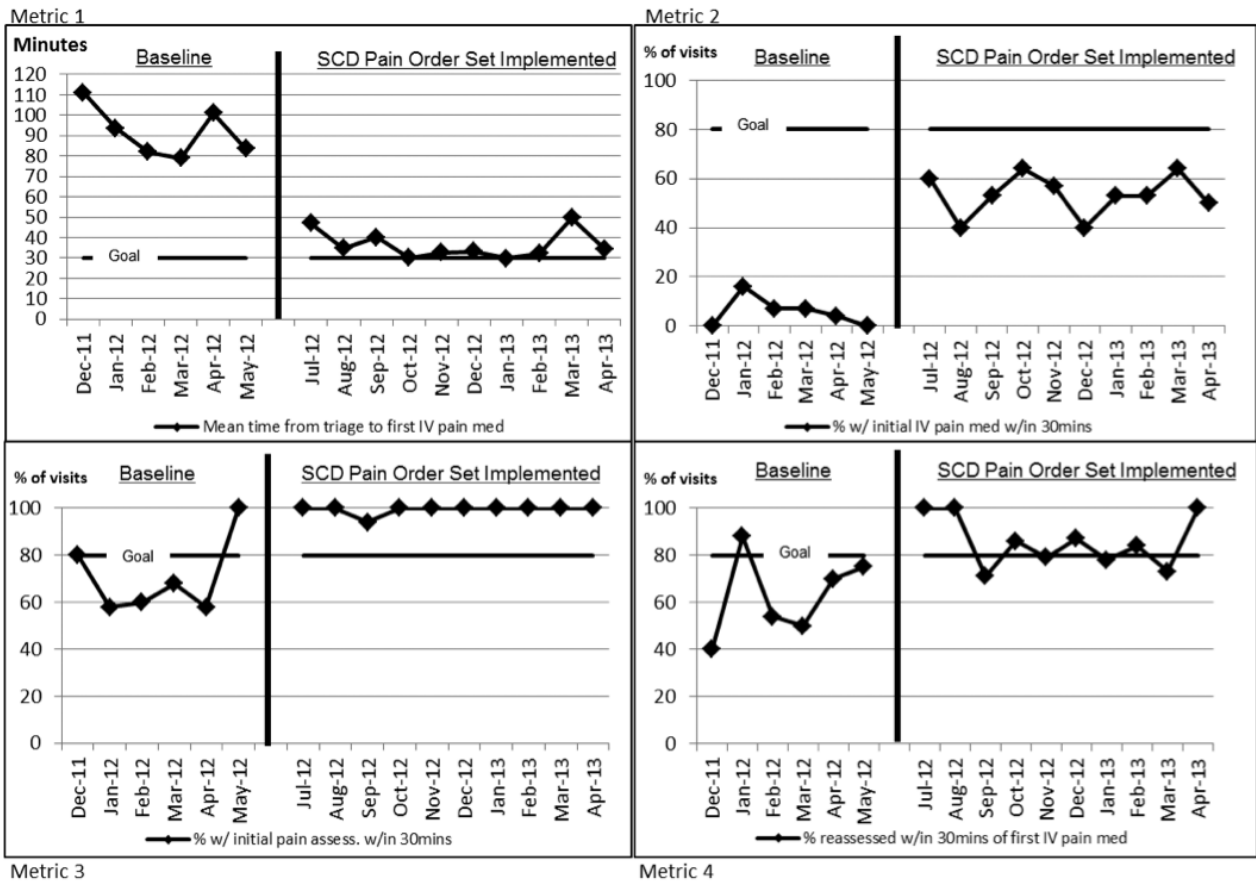 Metric 1
Minutes
Baseline
SCD Pain Order Set Implemented
120
110
100
90
80
70
60
50
40
30
20
10
0
Goal
Dec-11
Jan-12
Feb-12
Mar-12
Apr-12
May-12
Jul-12
Aug-12
Sep-12
Oct-12
Nov-12
Dec-12
Jan-13
Feb-13
Mar-13
Apr-13
Mean time from triage to first IV pain med
Metric 2
% of visits
Baseline
SCD Pain Order Set Implemented
100
80
60
40
20
0
Goal
Dec-11
Jan-12
Feb-12
Mar-12
Apr-12
May-12
Jul-12
Aug-12
Sep-12
Oct-12
Nov-12
Dec-12
Jan-13
Feb-13
Mar-13
Apr-13
% w/ initial IV pain med w/in 30mins
% of visits
Baseline
SCD Pain Order Set Implemented
100
80
60
40
20
0
Goal
Dec-11
Jan-12
Feb-12
Mar-12
Apr-12
May-12
Jul-12
Aug-12
Sep-12
Oct-12
Nov-12
Dec-12
Jan-13
Feb-13
Mar-13
Apr-13
% w/ initial pain assess. w/in 30mins
Metric 3
% of visits
Baseline
SCD Pain Order Set Implemented
100
80
60
40
20
0
Goal
Dec-11
Jan-12
Feb-12
Mar-12
Apr-12
May-12
Jul-12
Aug-12
Sep-12
Oct-12
Nov-12
Dec-12
Jan-13
Feb-13
Mar-13
Apr-13
% reassessed w/in 30mins of first IV pain med
Metric 4